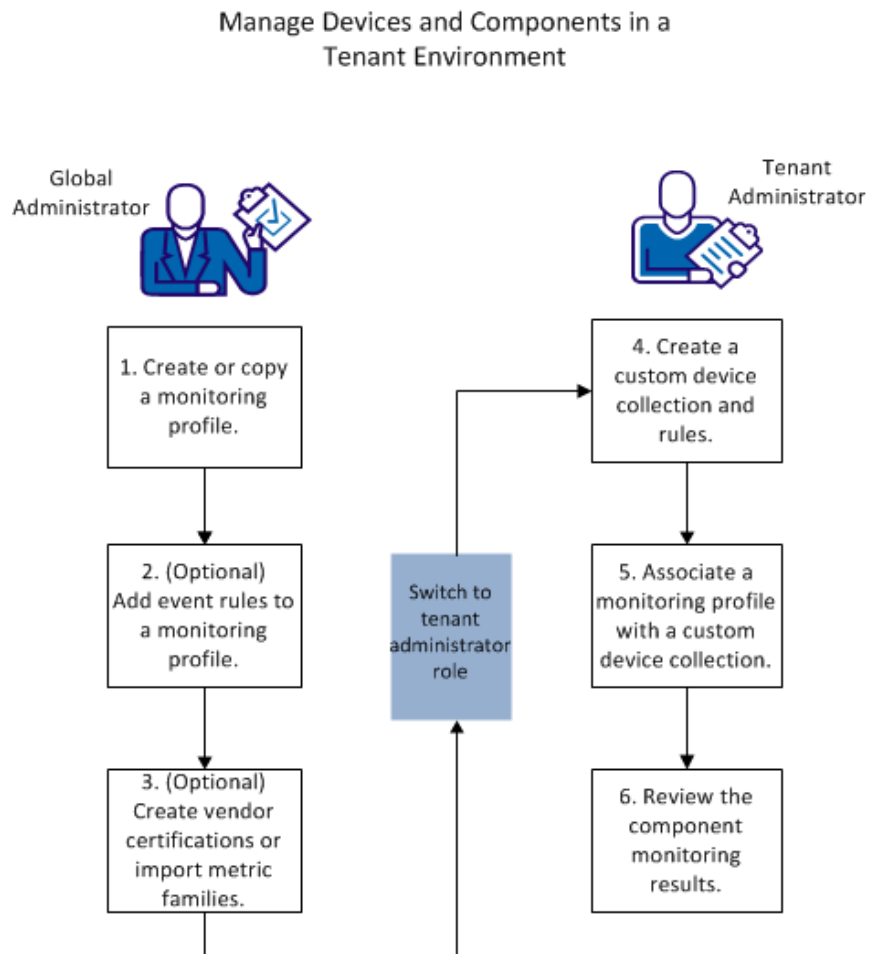 Manage Devices and Components in a
Tenant Environment
Global
Administrator
Tenant
Administrator
1. Create or copy
a monitoring
profile.
2. (Optional)
Add event rules to
a monitoring
profile.
3. (Optional)
Create vendor
certifications or
import metric
families.
Switch to
tenant
administrator
role
4. Create a
custom device
collection and
rules.
5. Associate a
monitoring profile
with a custom
device collection.
6. Review the
component
monitoring
results.